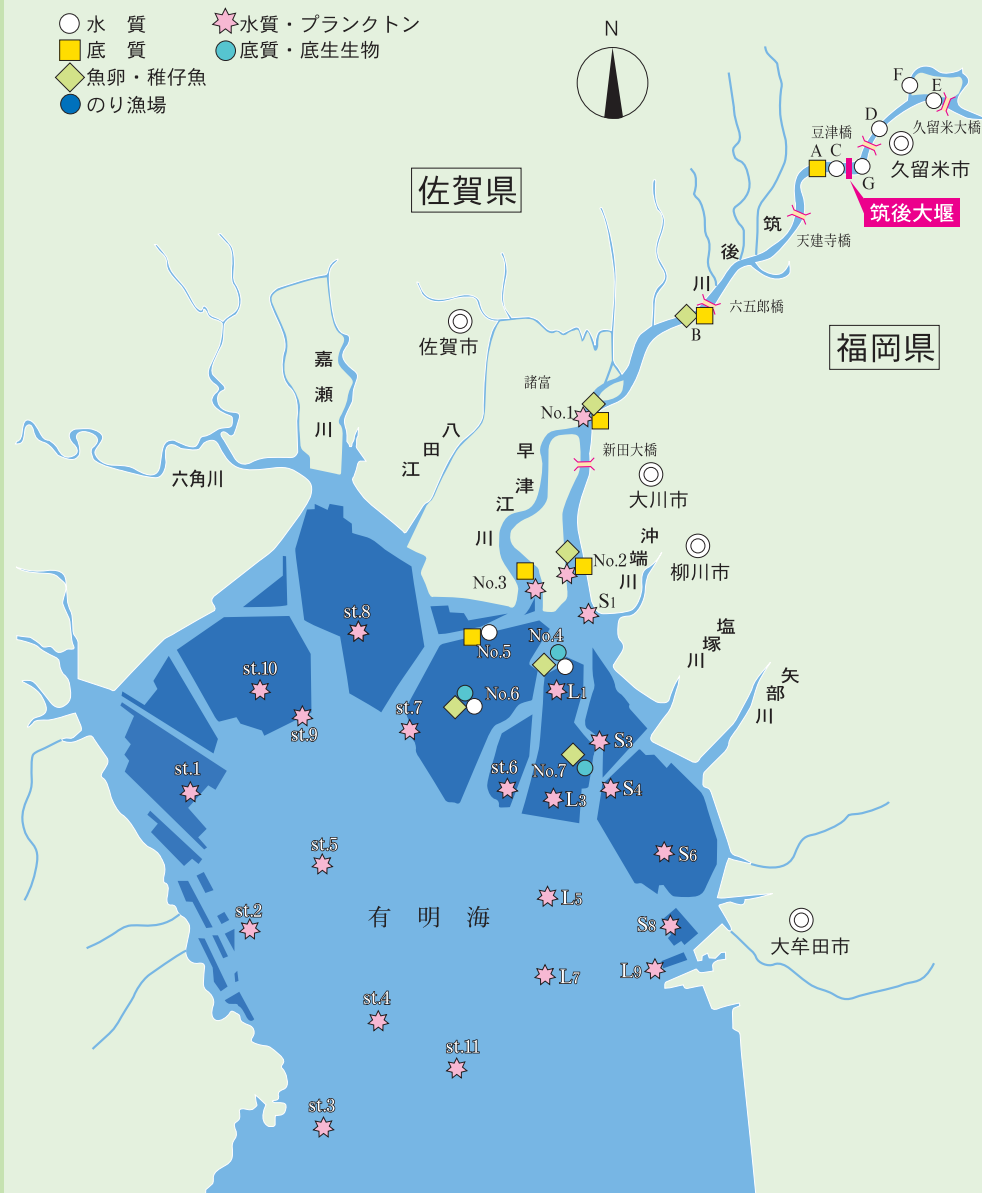 水　質
底　質
魚卵・稚仔魚
のり漁場
水質・プランクトン
底質・底生生物
N
佐賀県
福岡県
F
E
D
久留米大橋
豆津橋
A
C
G
久留米市
筑後大堰
天建寺橋
筑後川
六五郎橋
B
佐賀市
嘉瀬川
六角川
八田江
諸富
No.1
早津江川
新田大橋
大川市
沖端川
柳川市
No.2
No.3
S1
塩塚川
矢部川
No.4
No.5
No.6
No.7
L1
S3
S4
L3
S6
st.8
st.10
st.9
st.7
st.6
st.1
st.5
st.2
有明海
L5
S8
L9
L7
大牟田市
st.4
st.11
st.3